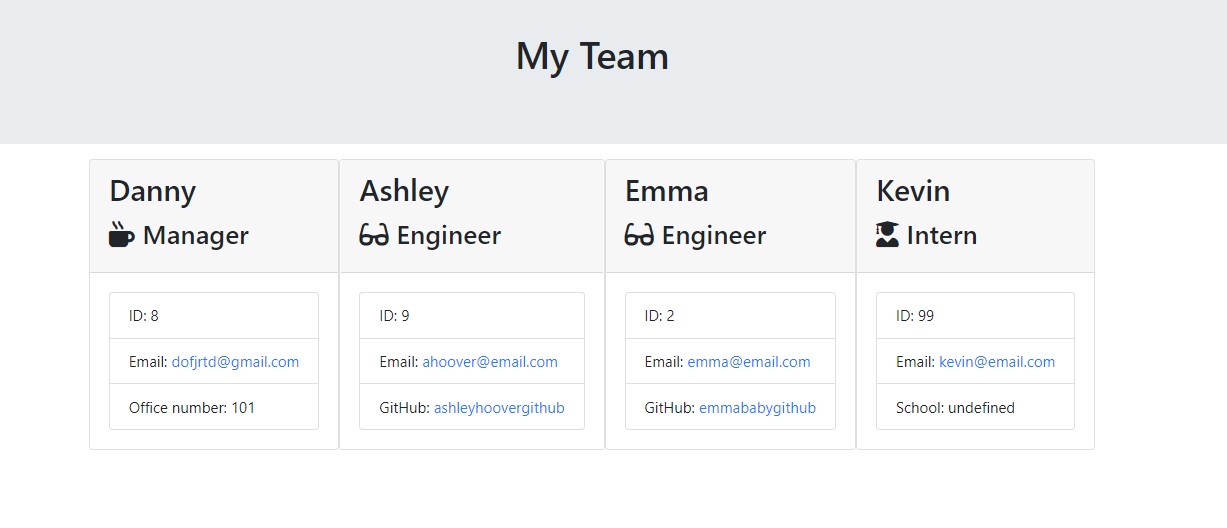 My Team
Danny
Manager
ID: 8
Email: dofjrtd@gmail.com
Office number: 101
Ashley
Engineer
ID: 9
Email: ahoover@email.com
GitHub: ashleyhoovergithub
Emma
Engineer
ID: 2
Email: emma@email.com
GitHub: emmababygithub
Kevin
Intern
ID: 99
Email: kevin@email.com
School: undefined